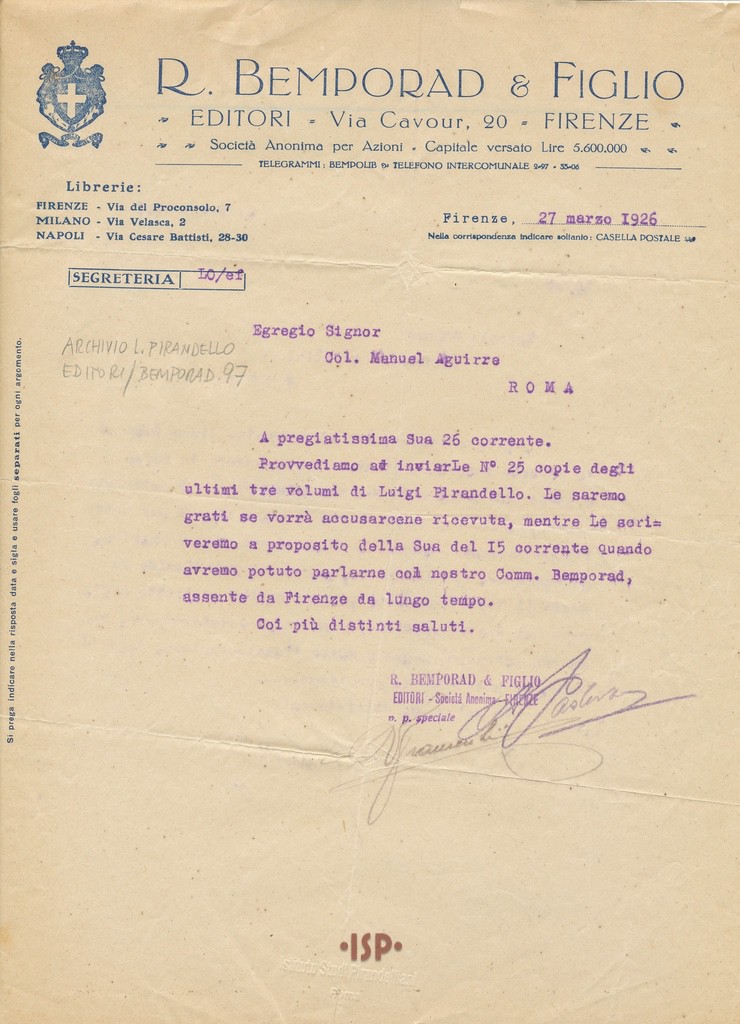 R. BEMPORAD & FIGLIO
EDITORI - Via Cavour, 20 - FIRENZE
Società Anonima per Azioni - Capitale versato Lire 5.600.000
TELEGRAMMI: BEMPOLIB TELEFONO INTERCOMUNALE 2-97 - 35-06
Librerie:
FIRENZE - Via del Proconsolo, 7
MILANO - Via Velasca, 2
NAPOLI - Via Cesare Battisti, 28-30
Firenze, 27 marzo 1926
Nella corrispondenza indicare soltanto: CASELLA POSTALE
SEGRETERIA LO/ef
ARCHIVIO L. PIRANDELLO
EDITORI/BEMPORAD.97
Egregio Signor
Col. Manuel Aguirre
ROMA
A pregiatissima Sua 26 corrente.
Provvediamo ad inviarLe N° 25 copie degli
ultimi tre volumi di Luigi Pirandello. Le saremo
grati se vorrà accusarcene ricevuta, mentre Le scri=
veremo a proposito della Sua del 15 corrente quando
avremo potuto parlarne col nostro Comm. Bemporad,
assente da Firenze da lungo tempo.
Coi più distinti saluti.
R. BEMPORAD & FIGLIO
EDITORI - Società Anonima - FIRENZE
n. p. speciale
Si prega indicare nella risposta data e sigla e usare fogli separati per ogni argomento.
·ISP·
Istituto Studi Pirandelliani